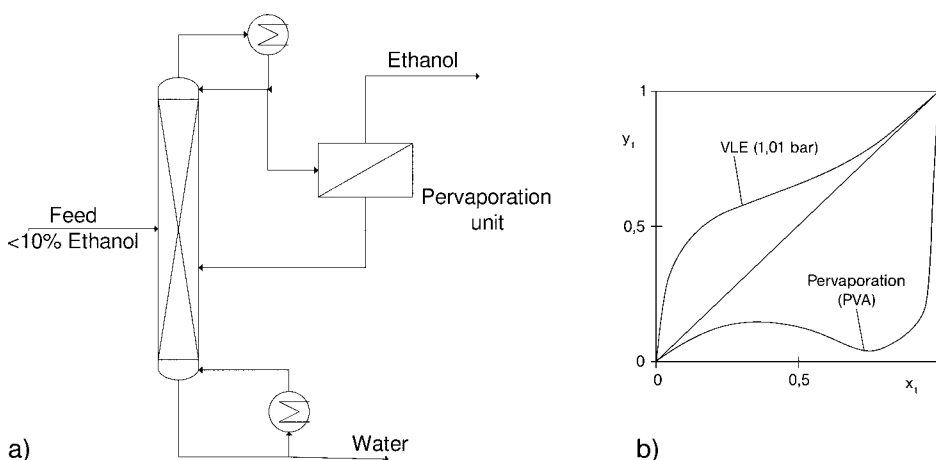 Ethanol
Pervaporation
unit
Feed
<10% Ethanol
Water
a)
1
y₁
VLE (1,01 bar)
0,5
Pervaporation
(PVA)
0
0
0,5
x₁
b)